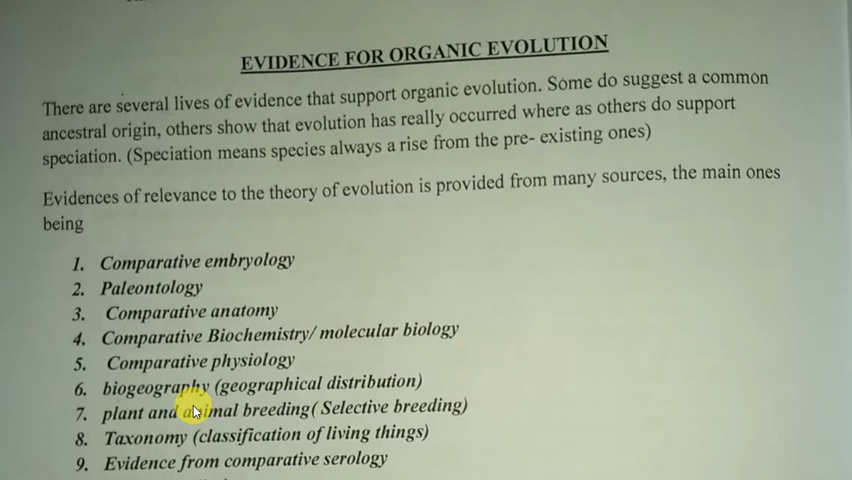 EVIDENCE FOR ORGANIC EVOLUTION
There are several lives of evidence that support organic evolution. Some do suggest a common
ancestral origin, others show that evolution has really occurred where as others do support
speciation. (Speciation means species always a rise from the pre- existing ones)
Evidences of relevance to the theory of evolution is provided from many sources, the main ones
being
1. Comparative embryology
2. Paleontology
3. Comparative anatomy
4. Comparative Biochemistry/ molecular biology
5. Comparative physiology
6. biogeography (geographical distribution)
7. plant and animal breeding( Selective breeding)
8. Taxonomy (classification of living things)
9. Evidence from comparative serology